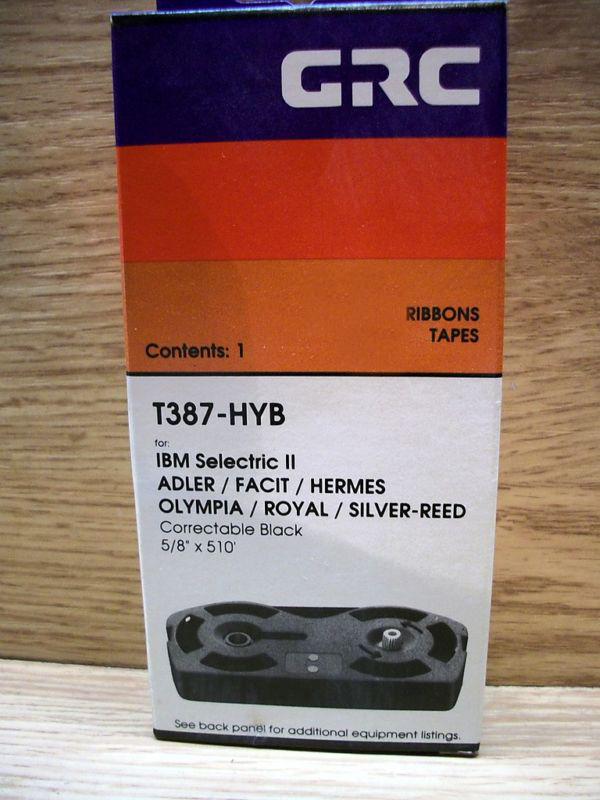 GRC
RIBBONS
TAPES
Contents: 1
T387-HYB
for:
IBM Selectric II
ADLER / FACIT / HERMES
OLYMPIA / ROYAL / SILVER-REED
Correctable Black
5/8" x 510'
See back panel for additional equipment listings.